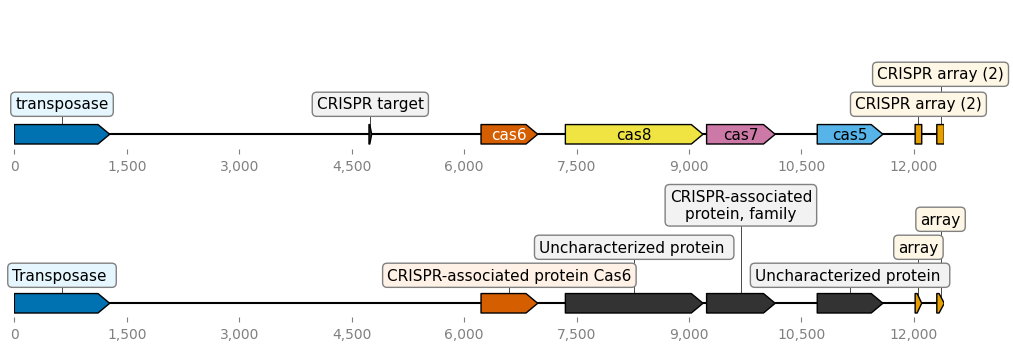 CRISPR array (2)
transposase CRISPR target CRISPR array (2)
cas6 cas8 cas7 cas5
0 1,500 3,000 4,500 6,000 7,500 9,000 10,500 12,000
CRISPR-associated
protein, family
array
Uncharacterized protein array
Transposase CRISPR-associated protein Cas6 Uncharacterized protein
0 1,500 3,000 4,500 6,000 7,500 9,000 10,500 12,000